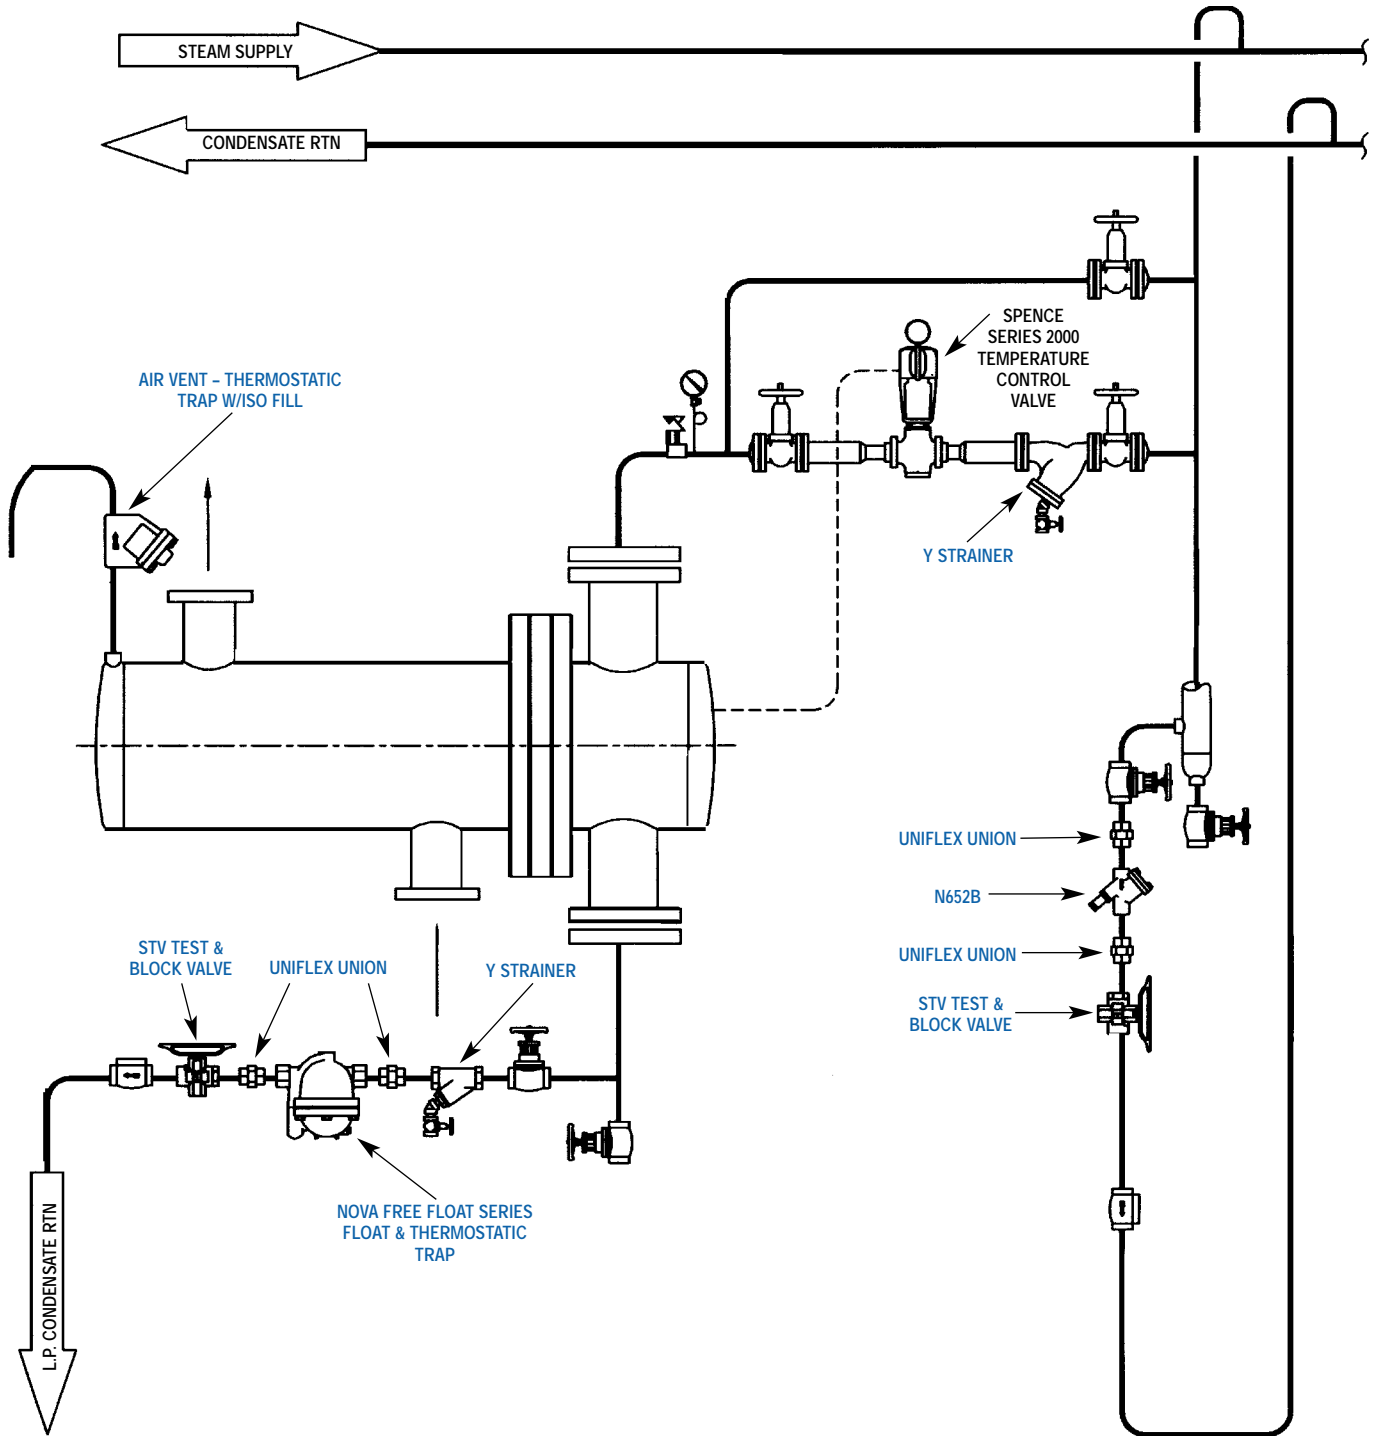 STEAM SUPPLY
CONDENSATE RTN
SPENCE
SERIES 2000
TEMPERATURE
CONTROL
VALVE
AIR VENT – THERMOSTATIC
TRAP W/ISO FILL
Y STRAINER
UNIFLEX UNION
N652B
UNIFLEX UNION
STV TEST &
BLOCK VALVE
STV TEST &
BLOCK VALVE
UNIFLEX UNION
Y STRAINER
NOVA FREE FLOAT SERIES
FLOAT & THERMOSTATIC
TRAP
L.P. CONDENSATE RTN